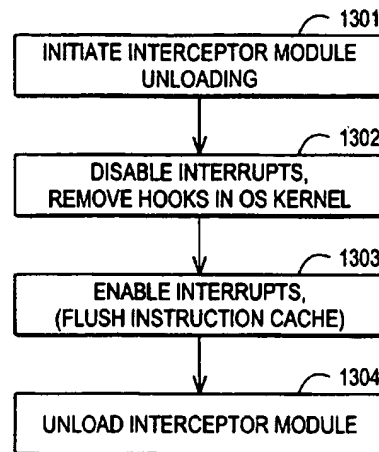 1301
INITIATE INTERCEPTOR MODULE
UNLOADING
1302
DISABLE INTERRUPTS,
REMOVE HOOKS IN OS KERNEL
1303
ENABLE INTERRUPTS,
(FLUSH INSTRUCTION CACHE)
1304
UNLOAD INTERCEPTOR MODULE